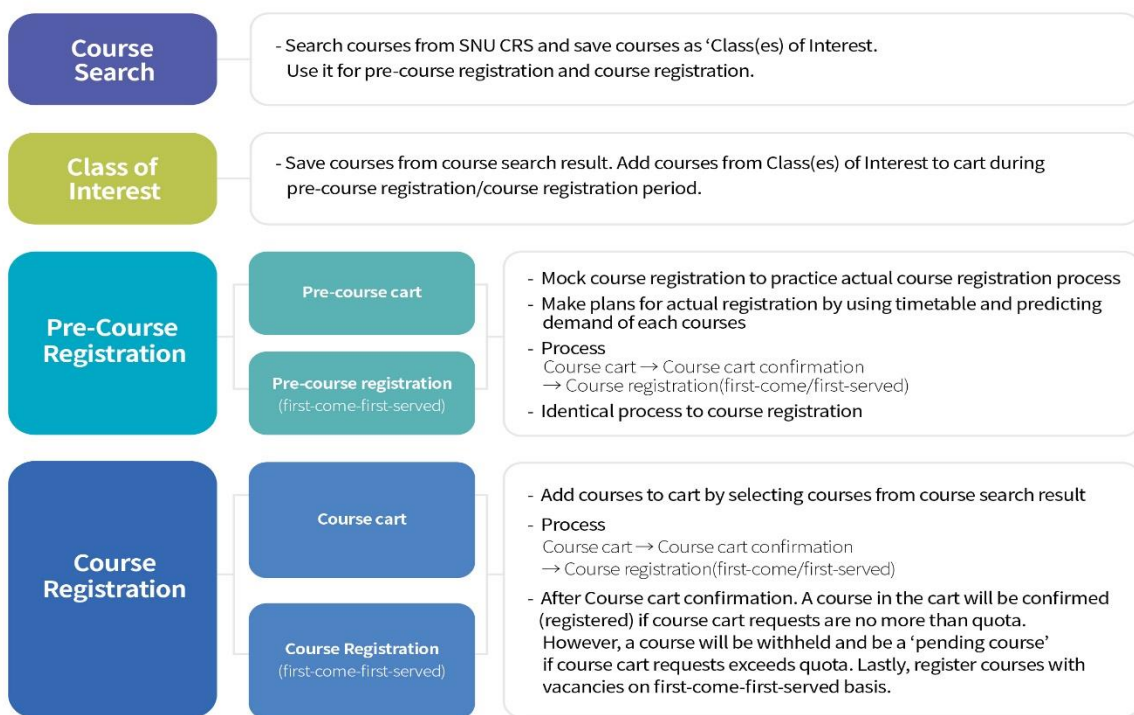 Course
Search
- Search courses from SNU CRS and save courses as ‘Class(es) of Interest.
Use it for pre-course registration and course registration.
Class of
Interest
- Save courses from course search result. Add courses from Class(es) of Interest to cart during
pre-course registration/course registration period.
Pre-Course
Registration
Pre-course cart
Pre-course registration
(first-come-first-served)
- Mock course registration to practice actual course registration process
- Make plans for actual registration by using timetable and predicting
demand of each courses
- Process
Course cart → Course cart confirmation
→ Course registration(first-come/first-served)
- Identical process to course registration
Course
Registration
Course cart
Course Registration
(first-come-first-served)
- Add courses to cart by selecting courses from course search result
- Process
Course cart → Course cart confirmation
→ Course registration(first-come/first-served)
- After Course cart confirmation. A course in the cart will be confirmed
(registered) if course cart requests are no more than quota.
However, a course will be withheld and be a ‘pending course’
if course cart requests exceeds quota. Lastly, register courses with
vacancies on first-come-first-served basis.